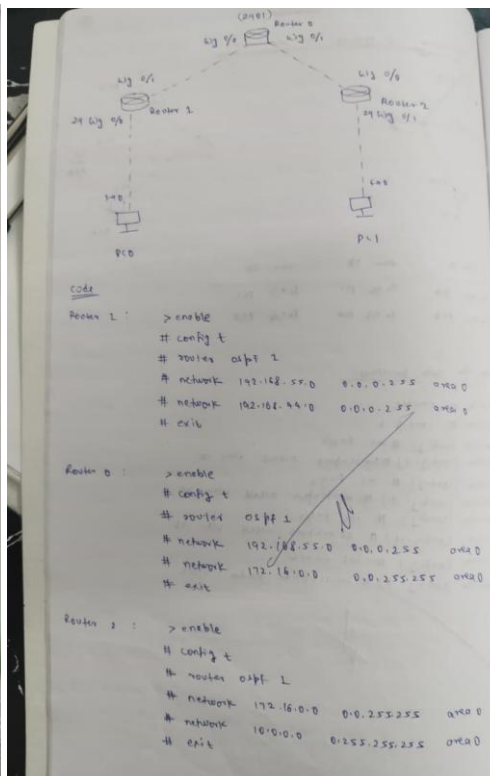 (2901)
Router 0
Gig 0/0 Gig 0/1
Gig 0/1 Gig 0/0
Router 1 Router 2
Gig 0/0 Gig 0/1
Fa0 Fa0
PC0 PC1
Code
Router 1 : > enable
# config t
# router ospf 1
# network 192.168.55.0 0.0.0.255 area 0
# network 192.168.44.0 0.0.0.255 area 0
# exit
Router 0 : > enable
# config t
# router ospf 1
# network 192.168.55.0 0.0.0.255 area 0
# network 172.16.0.0 0.0.255.255 area 0
# exit
Router 2 : > enable
# config t
# router ospf 1
# network 172.16.0.0 0.0.255.255 area 0
# network 10.0.0.0 0.255.255.255 area 0
# exit